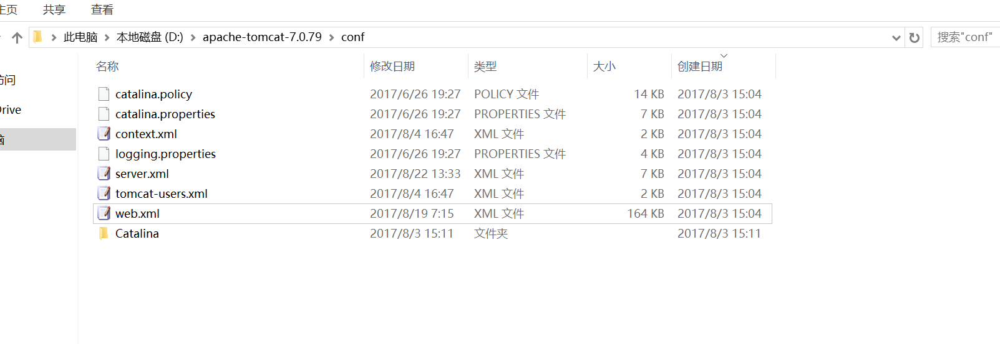 主页 共享 查看
此电脑 本地磁盘 (D:) apache-tomcat-7.0.79 conf 搜索"conf"
名称 修改日期 类型 大小 创建日期
访问
catalina.policy 2017/6/26 19:27 POLICY 文件 14 KB 2017/8/3 15:04
Drive
catalina.properties 2017/6/26 19:27 PROPERTIES 文件 7 KB 2017/8/3 15:04
脑
context.xml 2017/8/4 16:47 XML 文件 2 KB 2017/8/3 15:04
logging.properties 2017/6/26 19:27 PROPERTIES 文件 4 KB 2017/8/3 15:04
server.xml 2017/8/22 13:33 XML 文件 7 KB 2017/8/3 15:04
tomcat-users.xml 2017/8/4 16:47 XML 文件 2 KB 2017/8/3 15:04
web.xml 2017/8/19 7:15 XML 文件 164 KB 2017/8/3 15:04
Catalina 2017/8/3 15:11 文件夹 2017/8/3 15:11